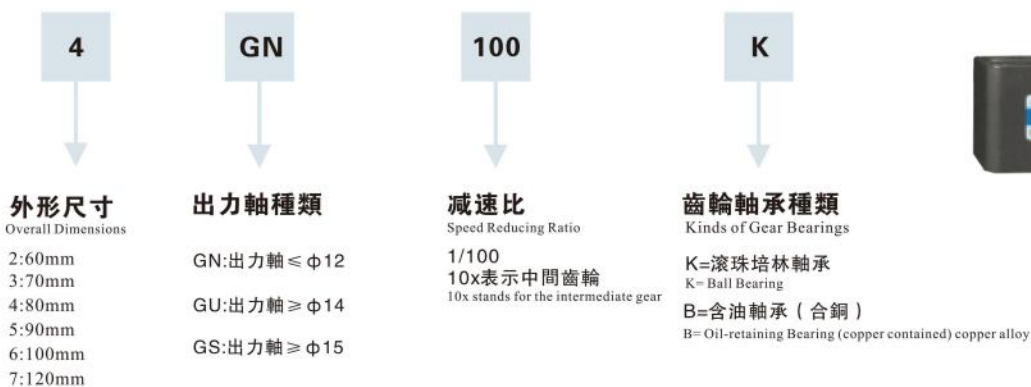 4
GN
100
K
外形尺寸
Overall Dimensions
2:60mm
3:70mm
4:80mm
5:90mm
6:100mm
7:120mm
出力軸種類
GN:出力軸≤φ12
GU:出力軸≥φ14
GS:出力軸≥φ15
减速比
Speed Reducing Ratio
1/100
10x表示中間齒輪
10x stands for the intermediate gear
齒輪軸承種類
Kinds of Gear Bearings
K=滚珠培林軸承
K= Ball Bearing
B=含油軸承（合銅）
B= Oil-retaining Bearing (copper contained) copper alloy